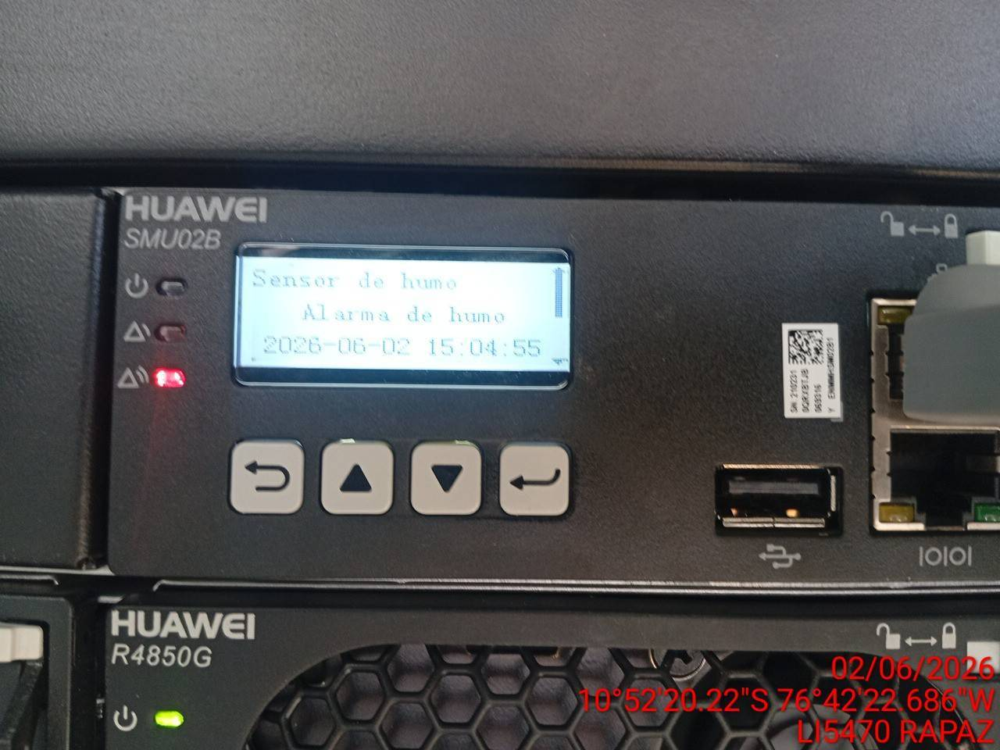 HUAWEI
SMU02B
Sensor de humo
Alarma de humo
2026-06-02 15:04:55
HUAWEI
R4850G
02/06/2026
10°52'20.22"S 76°42'22.686"W
LI5470 RAPAZ